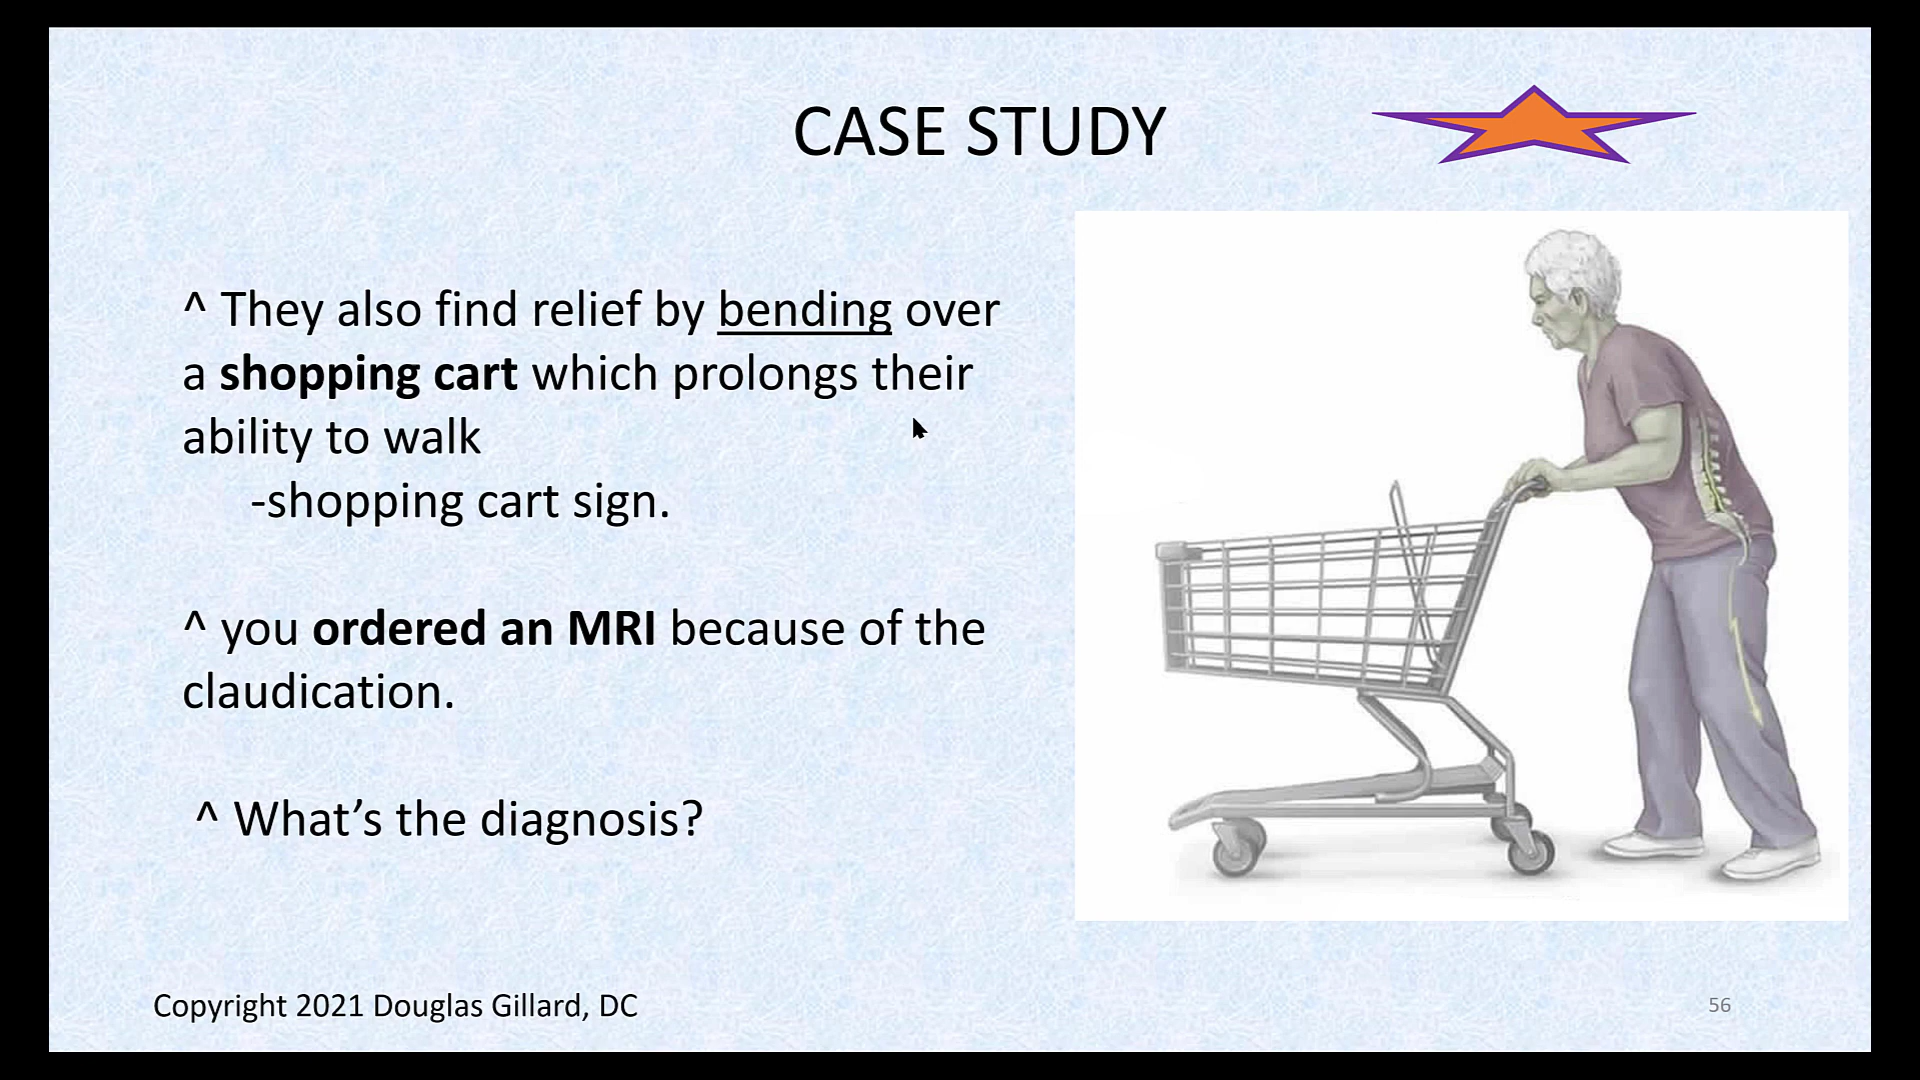 CASE STUDY
^ They also find relief by bending over
a shopping cart which prolongs their
ability to walk
-shopping cart sign.
^ you ordered an MRI because of the
claudication.
^ What’s the diagnosis?
Copyright 2021 Douglas Gillard, DC
56